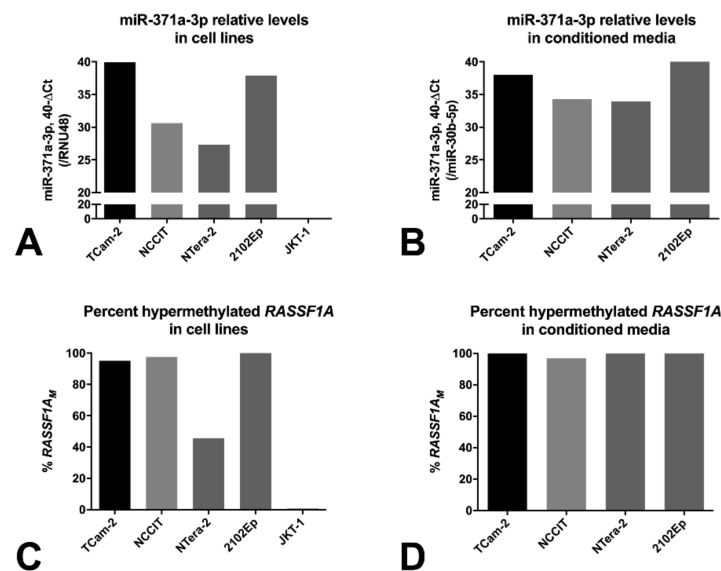 miR-371a-3p relative levels
in cell lines
miR-371a-3p, 40-ΔCt
(/RNU48)
40
35
30
25
20
20
0
TCam-2
NCCIT
NTera-2
2102Ep
JKT-1
A
miR-371a-3p relative levels
in conditioned media
miR-371a-3p, 40-ΔCt
(/miR-30b-5p)
40
35
30
25
20
20
0
TCam-2
NCCIT
NTera-2
2102Ep
B
Percent hypermethylated RASSF1A
in cell lines
% RASSF1AM
100
80
60
40
20
0
TCam-2
NCCIT
NTera-2
2102Ep
JKT-1
C
Percent hypermethylated RASSF1A
in conditioned media
% RASSF1AM
100
80
60
40
20
0
TCam-2
NCCIT
NTera-2
2102Ep
D